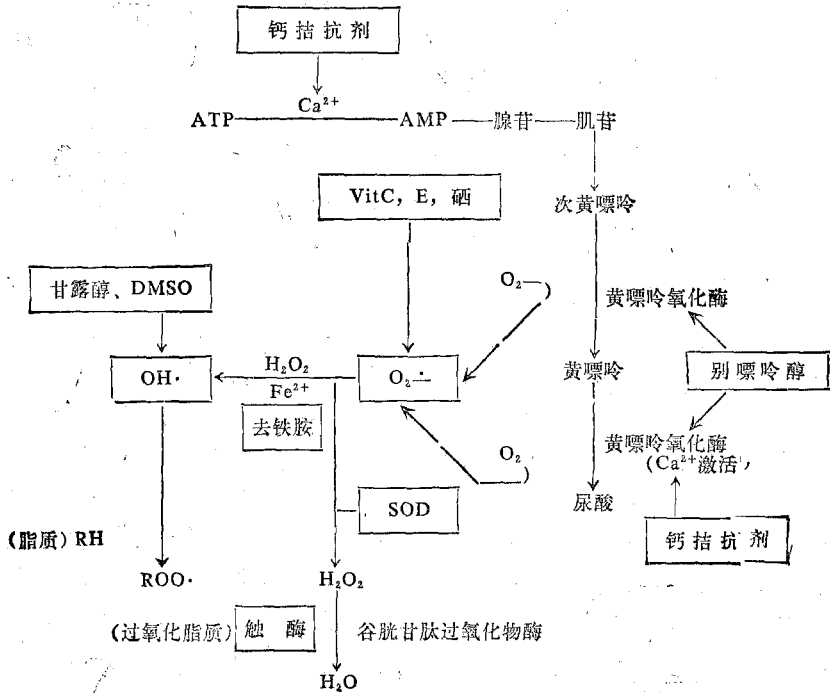 钙拮抗剂
Ca²⁺
ATP AMP 腺苷 肌苷
VitC, E, 硒
次黄嘌呤
甘露醇、DMSO
O₂
黄嘌呤氧化酶
OH·
H₂O₂
Fe²⁺
O₂∸
黄嘌呤
别嘌呤醇
去铁胺
O₂
黄嘌呤氧化酶
(Ca²⁺激活)
SOD
尿酸
钙拮抗剂
(脂质) RH
ROO·
H₂O₂
(过氧化脂质)
触酶
谷胱甘肽过氧化物酶
H₂O